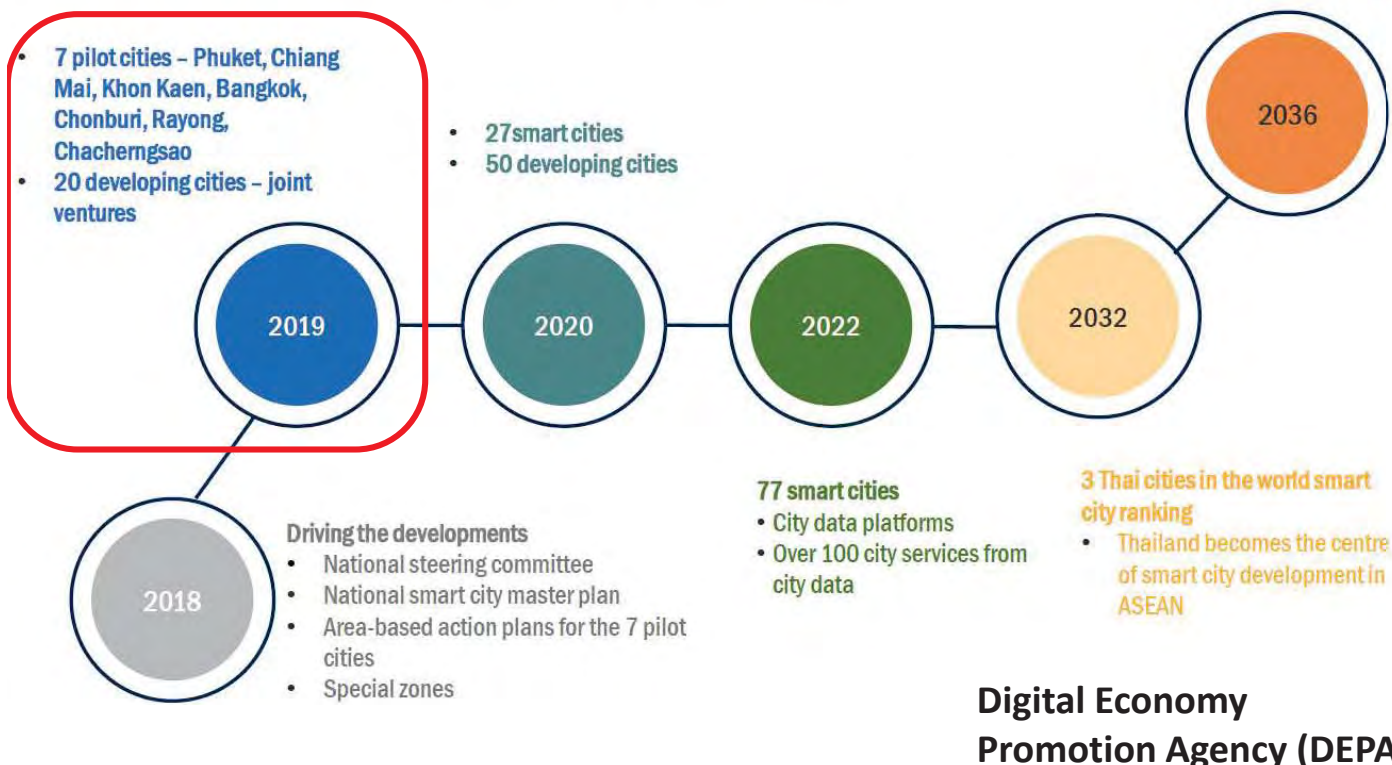 • 7 pilot cities – Phuket, Chiang
Mai, Khon Kaen, Bangkok,
Chonburi, Rayong,
Chacherngsao
• 20 developing cities – joint
ventures
2019
• 27smart cities
• 50 developing cities
2020
2022
2032
2036
2018
Driving the developments
• National steering committee
• National smart city master plan
• Area-based action plans for the 7 pilot
cities
• Special zones
77 smart cities
• City data platforms
• Over 100 city services from
city data
3 Thai cities in the world smart
city ranking
• Thailand becomes the centre
of smart city development in
ASEAN
Digital Economy
Promotion Agency (DEPA